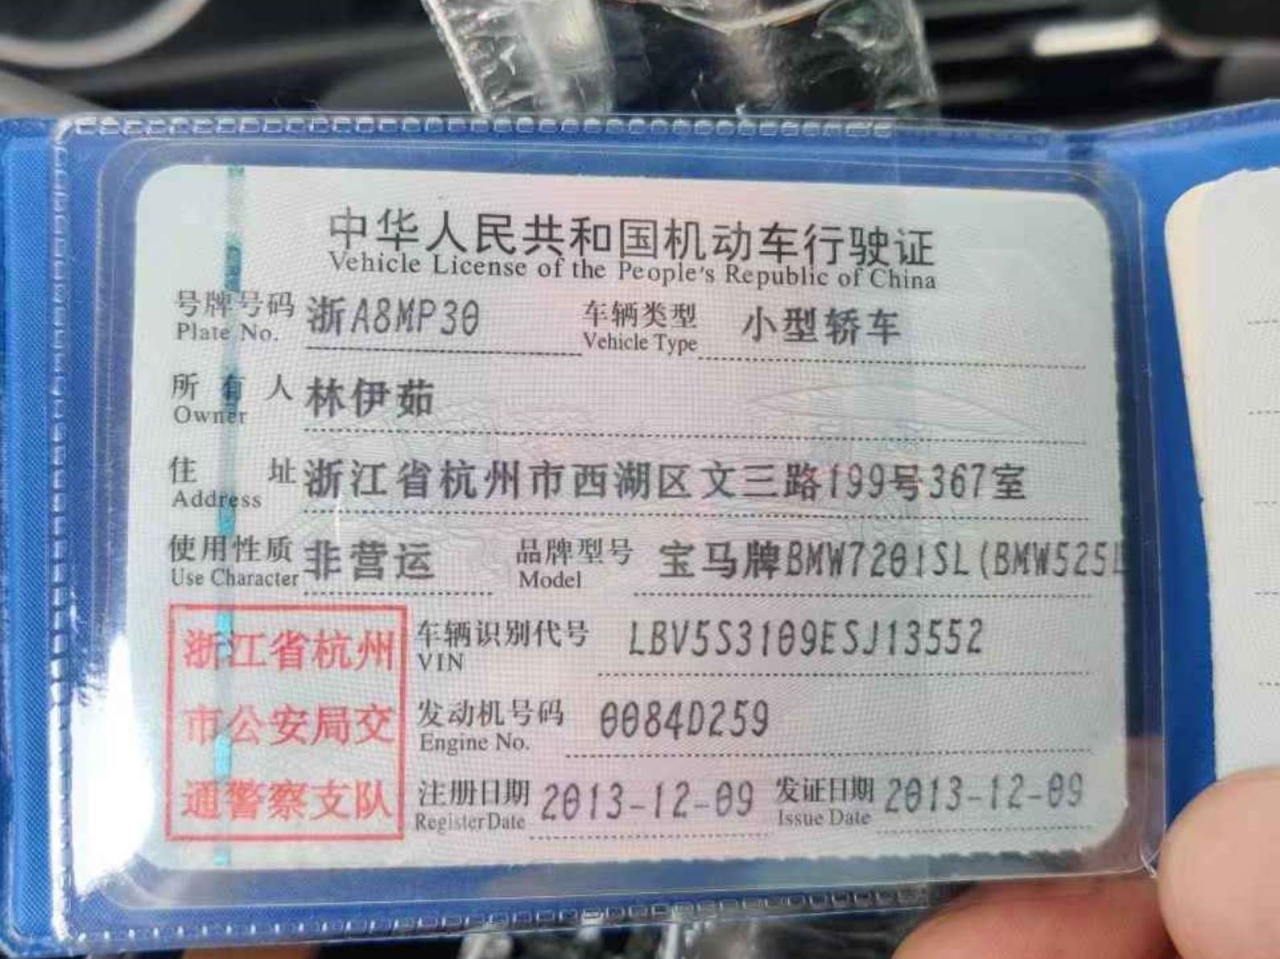 中华人民共和国机动车行驶证
Vehicle License of the People's Republic of China
号牌号码 浙A8MP30 车辆类型 小型轿车
Plate No. Vehicle Type
所有人 林伊茹
Owner
住址 浙江省杭州市西湖区文三路199号367室
Address
使用性质 非营运 品牌型号 宝马牌BMW7201SL(BMW525L
Use Character Model
浙江省杭州
市公安局交
通警察支队
车辆识别代号 LBV5S3109ESJ13552
VIN
发动机号码 0084D259
Engine No.
注册日期 2013-12-09 发证日期 2013-12-09
Register Date Issue Date